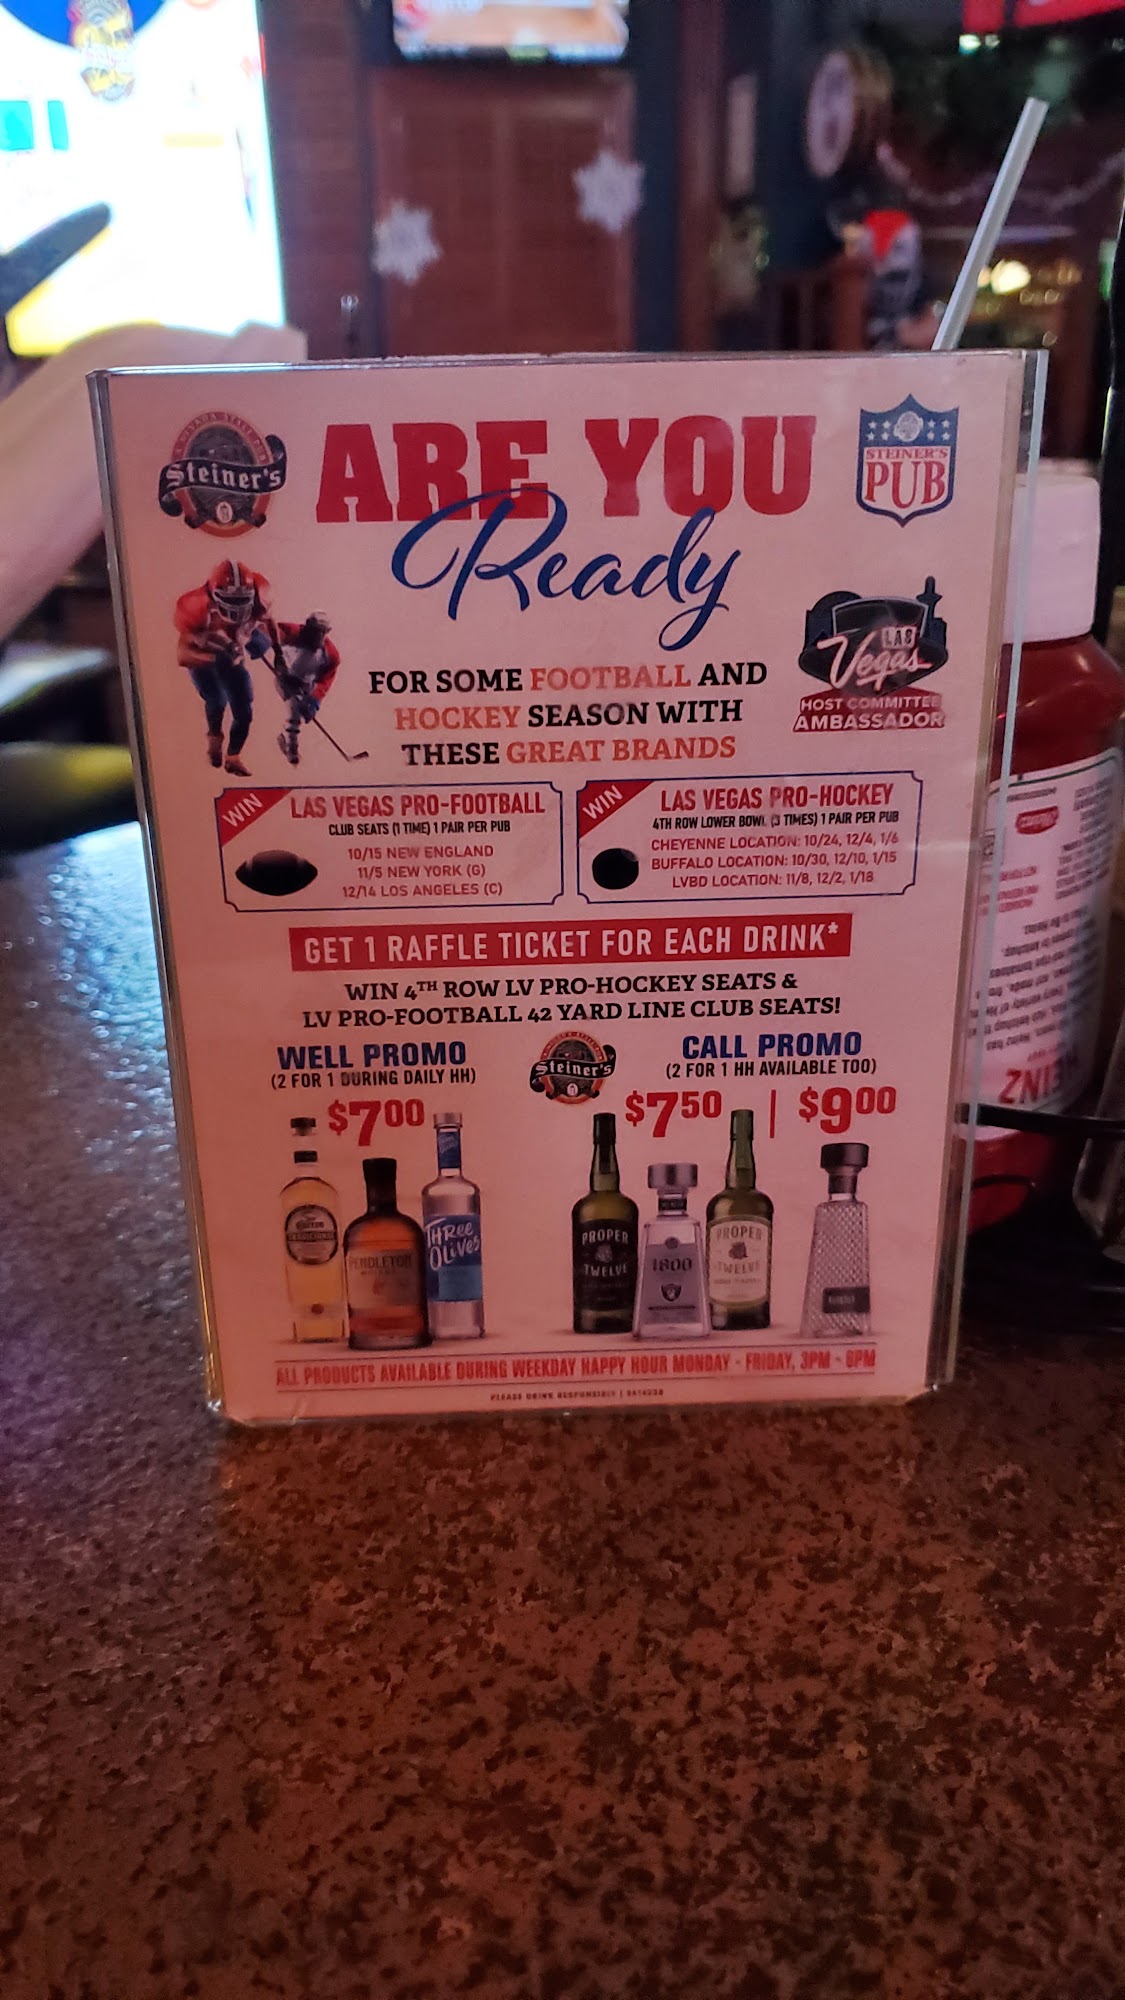 Steiner's
ARE YOU
Ready
STEINER'S
PUB
FOR SOME FOOTBALL AND
HOCKEY SEASON WITH
THESE GREAT BRANDS
LAS
Vegas
HOST COMMITTEE
AMBASSADOR
WIN
LAS VEGAS PRO-FOOTBALL
CLUB SEATS (1 TIME) 1 PAIR PER PUB
10/15 NEW ENGLAND
11/5 NEW YORK (G)
12/14 LOS ANGELES (C)
WIN
LAS VEGAS PRO-HOCKEY
4TH ROW LOWER BOWL (3 TIMES) 1 PAIR PER PUB
CHEYENNE LOCATION: 10/24, 12/4, 1/6
BUFFALO LOCATION: 10/30, 12/10, 1/15
LVBD LOCATION: 11/8, 12/2, 1/18
GET 1 RAFFLE TICKET FOR EACH DRINK*
WIN 4TH ROW LV PRO-HOCKEY SEATS &
LV PRO-FOOTBALL 42 YARD LINE CLUB SEATS!
WELL PROMO
(2 FOR 1 DURING DAILY HH)
$7.00
Steiner's
CALL PROMO
(2 FOR 1 HH AVAILABLE TOO)
$7.50 | $9.00
PENDLETON
THREE
OLIVES
PROPER
TWELVE
1800
PROPER
TWELVE
ALL PRODUCTS AVAILABLE DURING WEEKDAY HAPPY HOUR MONDAY - FRIDAY, 3PM - 6PM
PLEASE DRINK RESPONSIBLY
HEINZ